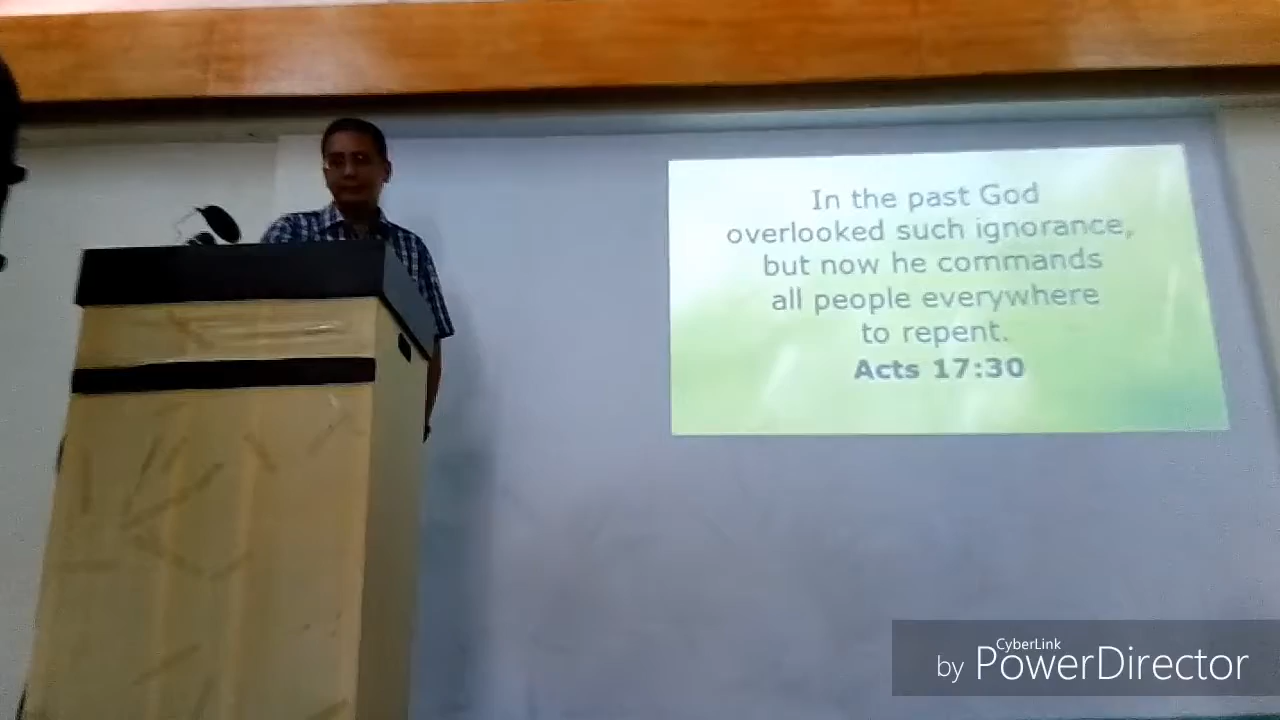 In the past God
overlooked such ignorance,
but now he commands
all people everywhere
to repent.
Acts 17:30
CyberLink
by PowerDirector